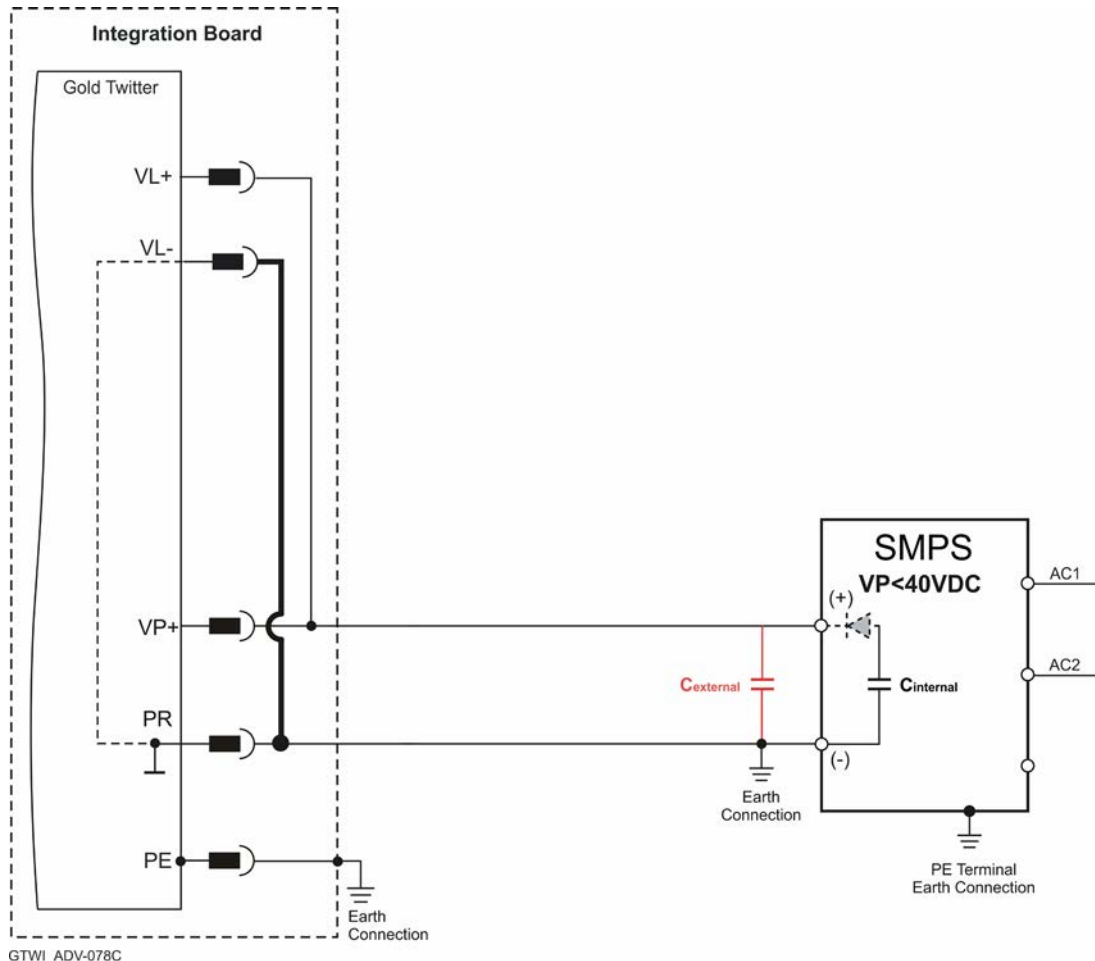 Integration Board
Gold Twitter
VL+
VL-
SMPS
VP<40VDC
(+)
AC1
VP+
Cexternal
Cinternal
AC2
PR
(-)
Earth
Connection
PE
PE Terminal
Earth Connection
Earth
Connection
GTWI_ADV-078C